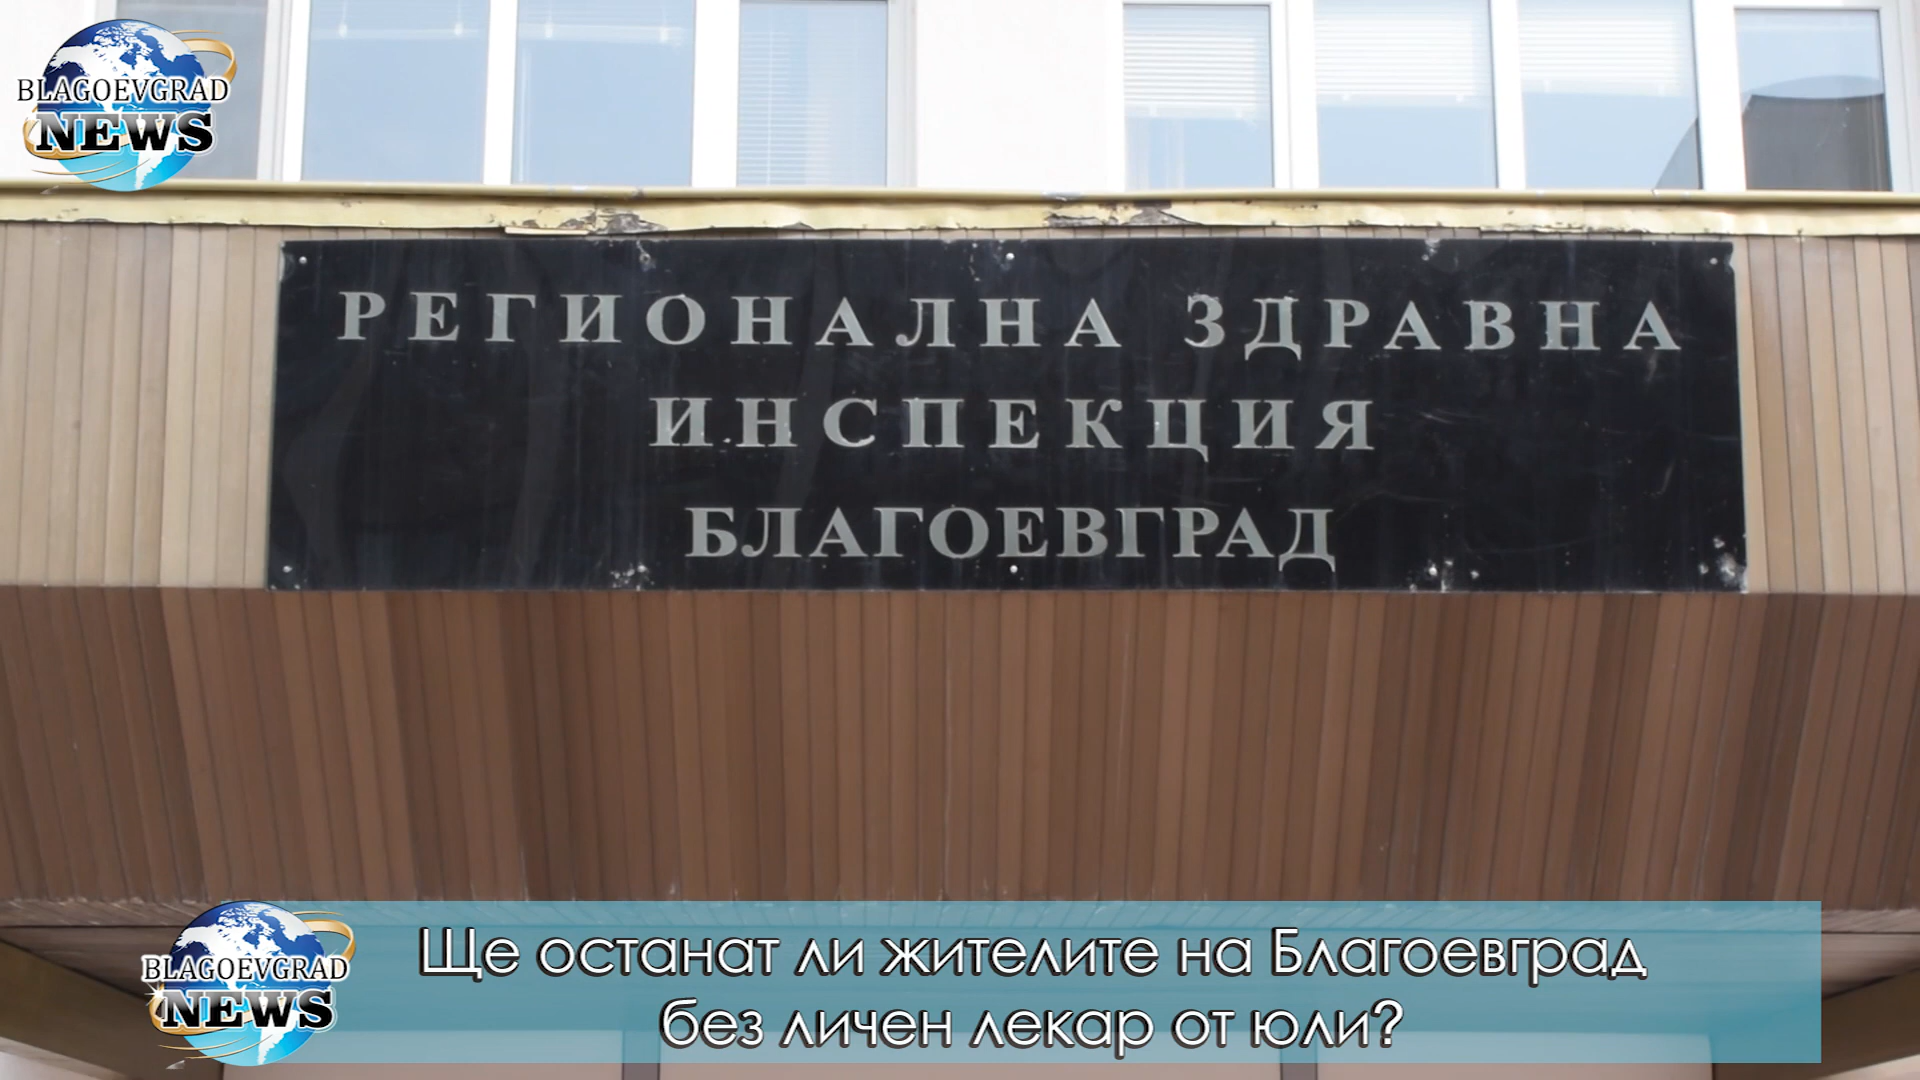 BLAGOEVGRAD
NEWS
РЕГИОНАЛНА ЗДРАВНА
ИНСПЕКЦИЯ
БЛАГОЕВГРАД
BLAGOEVGRAD
NEWS
Ще останат ли жителите на Благоевград
без личен лекар от юли?